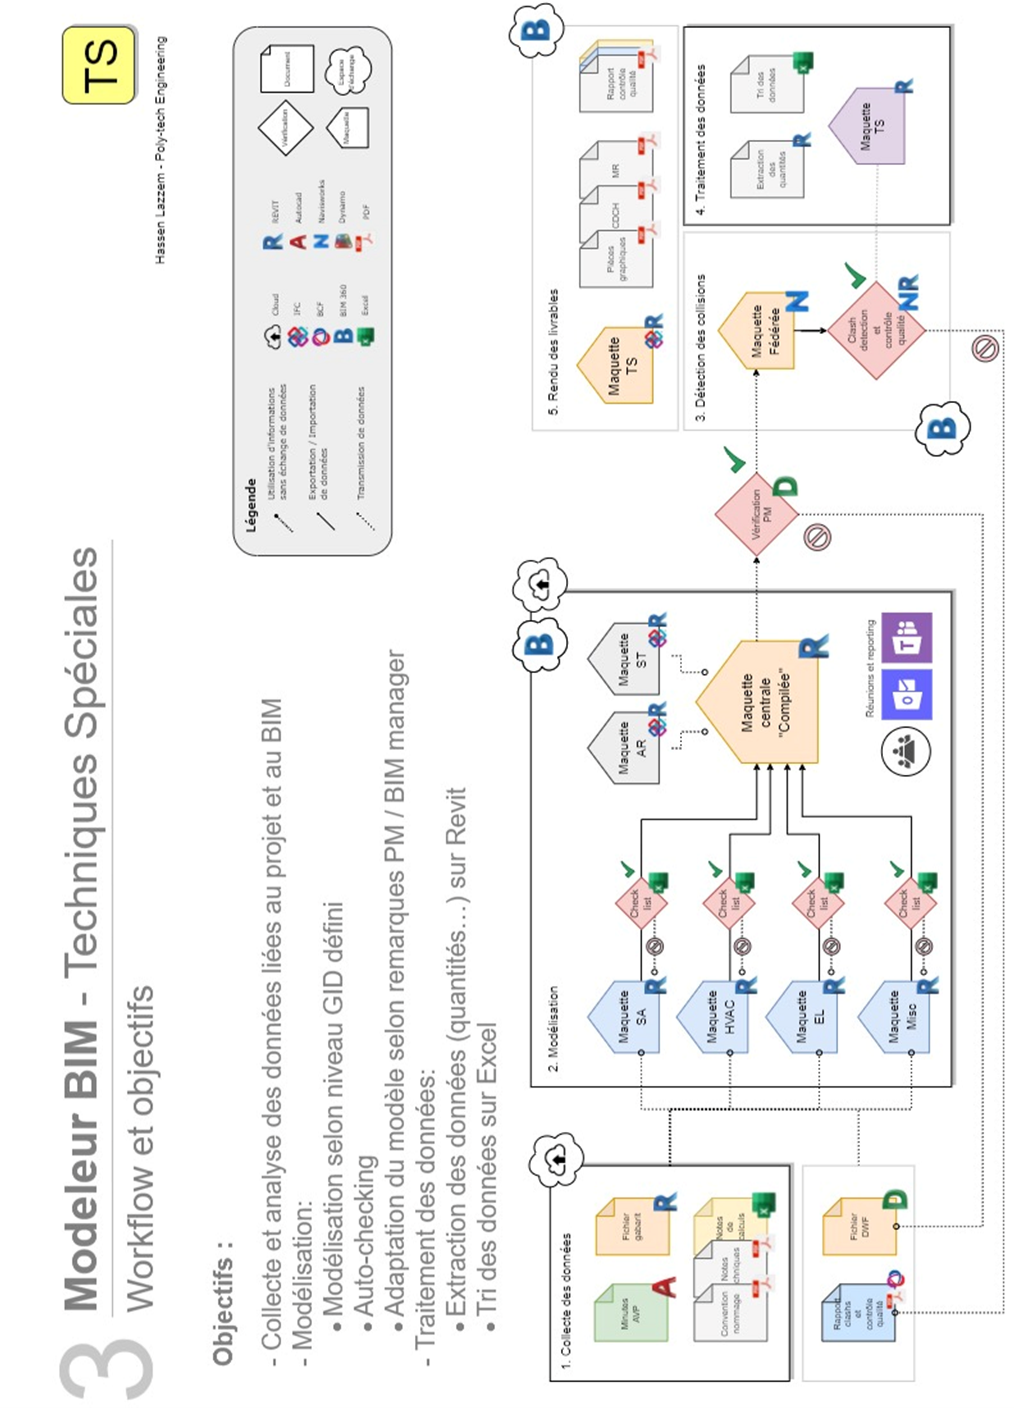 3
Modeleur BIM - Techniques Spéciales
Workflow et objectifs
TS
Hassen Lazzem - Poly-tech Engineering
Objectifs :
- Collecte et analyse des données liées au projet et au BIM
- Modélisation:
• Modélisation selon niveau GID défini
• Auto-checking
• Adaptation du modèle selon remarques PM / BIM manager
- Traitement des données:
• Extraction des données (quantités…) sur Revit
• Tri des données sur Excel
Légende
Utilisation d'informations
sans échange de données
Exportation / Importation
de données
Transmission de données
Cloud
IFC
BCF
BIM 360
Excel
REVIT
Autocad
Navisworks
Dynamo
PDF
Vérification
Document
Maquette
Espace
d'échange
1. Collecte des données
Minutes
AVP
Fichier
gabarit
Convention
nommage
Notes
techniques
Notes
de
calculs
Rapport
clashs
et
contrôle
qualité
Fichier
DWF
2. Modélisation
Maquette
SA
Maquette
HVAC
Maquette
EL
Maquette
Misc
Check
list
Check
list
Check
list
Check
list
Maquette
AR
Maquette
ST
Maquette
centrale
"Compilée"
Réunions et reporting
Vérification
PM
3. Détection des collisions
Maquette
Fédérée
Clash
detection
et
contrôle
qualité
4. Traitement des données
Extraction
des
quantités
Tri des
données
Maquette
TS
5. Rendu des livrables
Maquette
TS
Pièces
graphiques
CDCH
MR
Rapport
contrôle
qualité